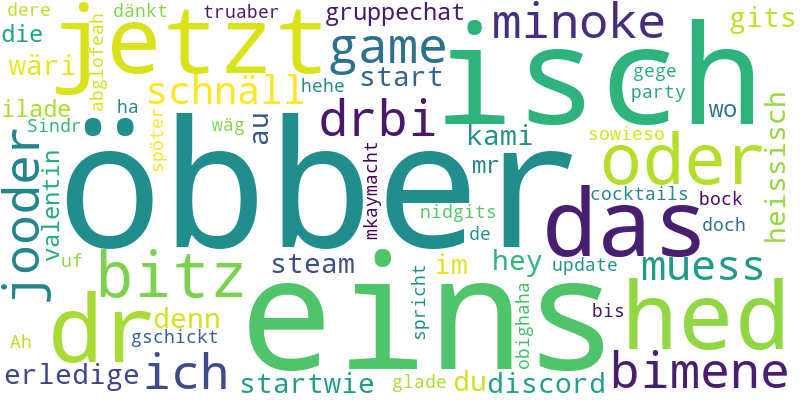 dere
dänkt
truaber
gruppechat
minoke
gits
die
jetzt
isch
wäri
abglofeah
game
schnäll
hehe
start
gege
party
ilade
ha
drbi
wo
Sindr
spöter
wäg
au
kami
sowieso
oder
heissisch
jooder
valentin
öbber
mkaymacht
mr
cocktails
bock
das
nidgits
de
doch
uf
bitz
steam
im
hey
update
muess
dr
eins
spricht
obighaha
bis
hed
denn
gschickt
Ah
erledige
ich
startwie
glade
du
discord
bimene